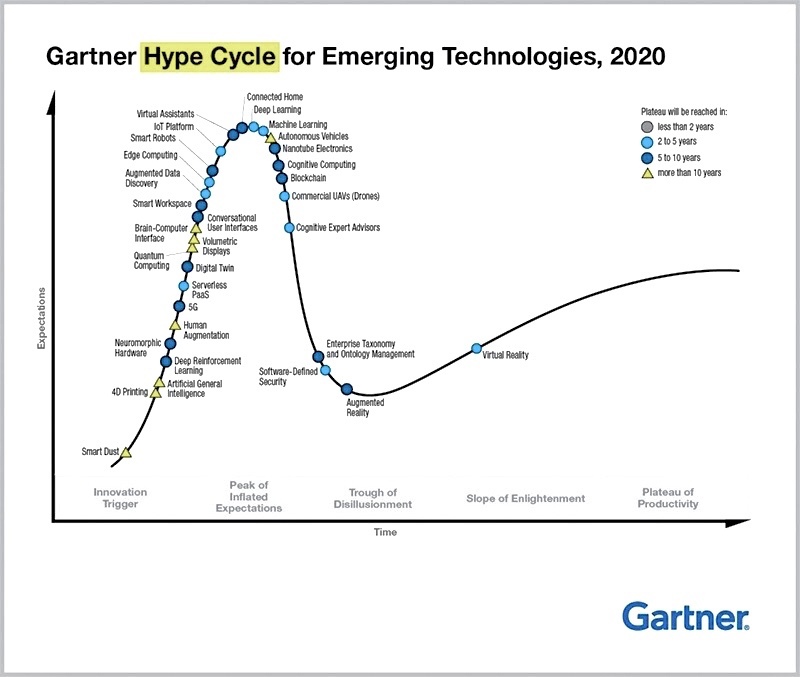 Gartner Hype Cycle for Emerging Technologies, 2020
Plateau will be reached in:
less than 2 years
2 to 5 years
5 to 10 years
more than 10 years
Connected Home
Deep Learning
Virtual Assistants
Machine Learning
IoT Platform
Autonomous Vehicles
Smart Robots
Nanotube Electronics
Edge Computing
Cognitive Computing
Augmented Data
Discovery
Blockchain
Commercial UAVs (Drones)
Smart Workspace
Conversational
User Interfaces
Brain-Computer
Interface
Cognitive Expert Advisors
Volumetric
Displays
Quantum
Computing
Digital Twin
Serverless
PaaS
5G
Human
Augmentation
Neuromorphic
Hardware
Deep Reinforcement
Learning
Artificial General
Intelligence
4D Printing
Smart Dust
Enterprise Taxonomy
and Ontology Management
Software-Defined
Security
Augmented
Reality
Virtual Reality
Expectations
Innovation
Trigger
Peak of
Inflated
Expectations
Trough of
Disillusionment
Slope of Enlightenment
Plateau of
Productivity
Time
Gartner®